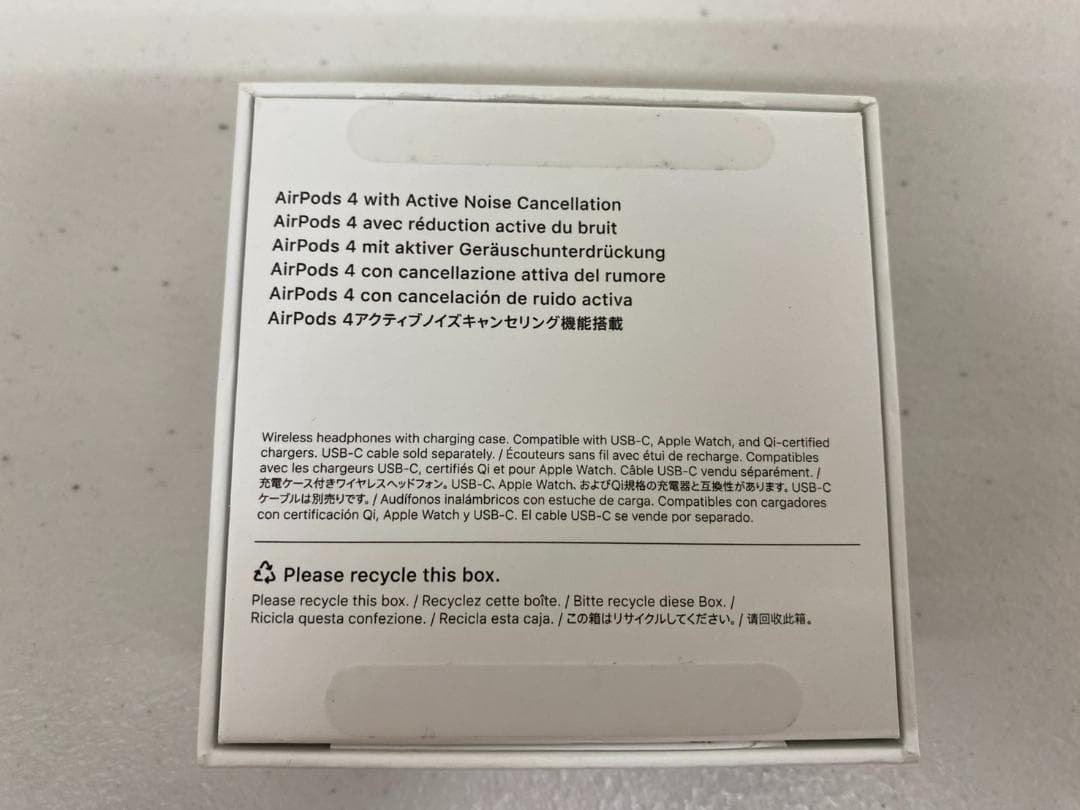 AirPods 4 with Active Noise Cancellation
AirPods 4 avec réduction active du bruit
AirPods 4 mit aktiver Geräuschunterdrückung
AirPods 4 con cancellazione attiva del rumore
AirPods 4 con cancelación de ruido activa
AirPods 4アクティブノイズキャンセリング機能搭載
Wireless headphones with charging case. Compatible with USB-C, Apple Watch, and Qi-certified
chargers. USB-C cable sold separately. / Écouteurs sans fil avec étui de recharge. Compatibles
avec les chargeurs USB-C, certifiés Qi et pour Apple Watch. Câble USB-C vendu séparément. /
充電ケース付きワイヤレスヘッドフォン。USB-C、Apple Watch、およびQi規格の充電器と互換性があります。USB-C
ケーブルは別売りです。/ Audífonos inalámbricos con estuche de carga. Compatibles con cargadores
con certificación Qi, Apple Watch y USB-C. El cable USB-C se vende por separado.
Please recycle this box.
Please recycle this box. / Recyclez cette boîte. / Bitte recycle diese Box. /
Ricicla questa confezione. / Recicla esta caja. / この箱はリサイクルしてください。/ 请回收此箱。